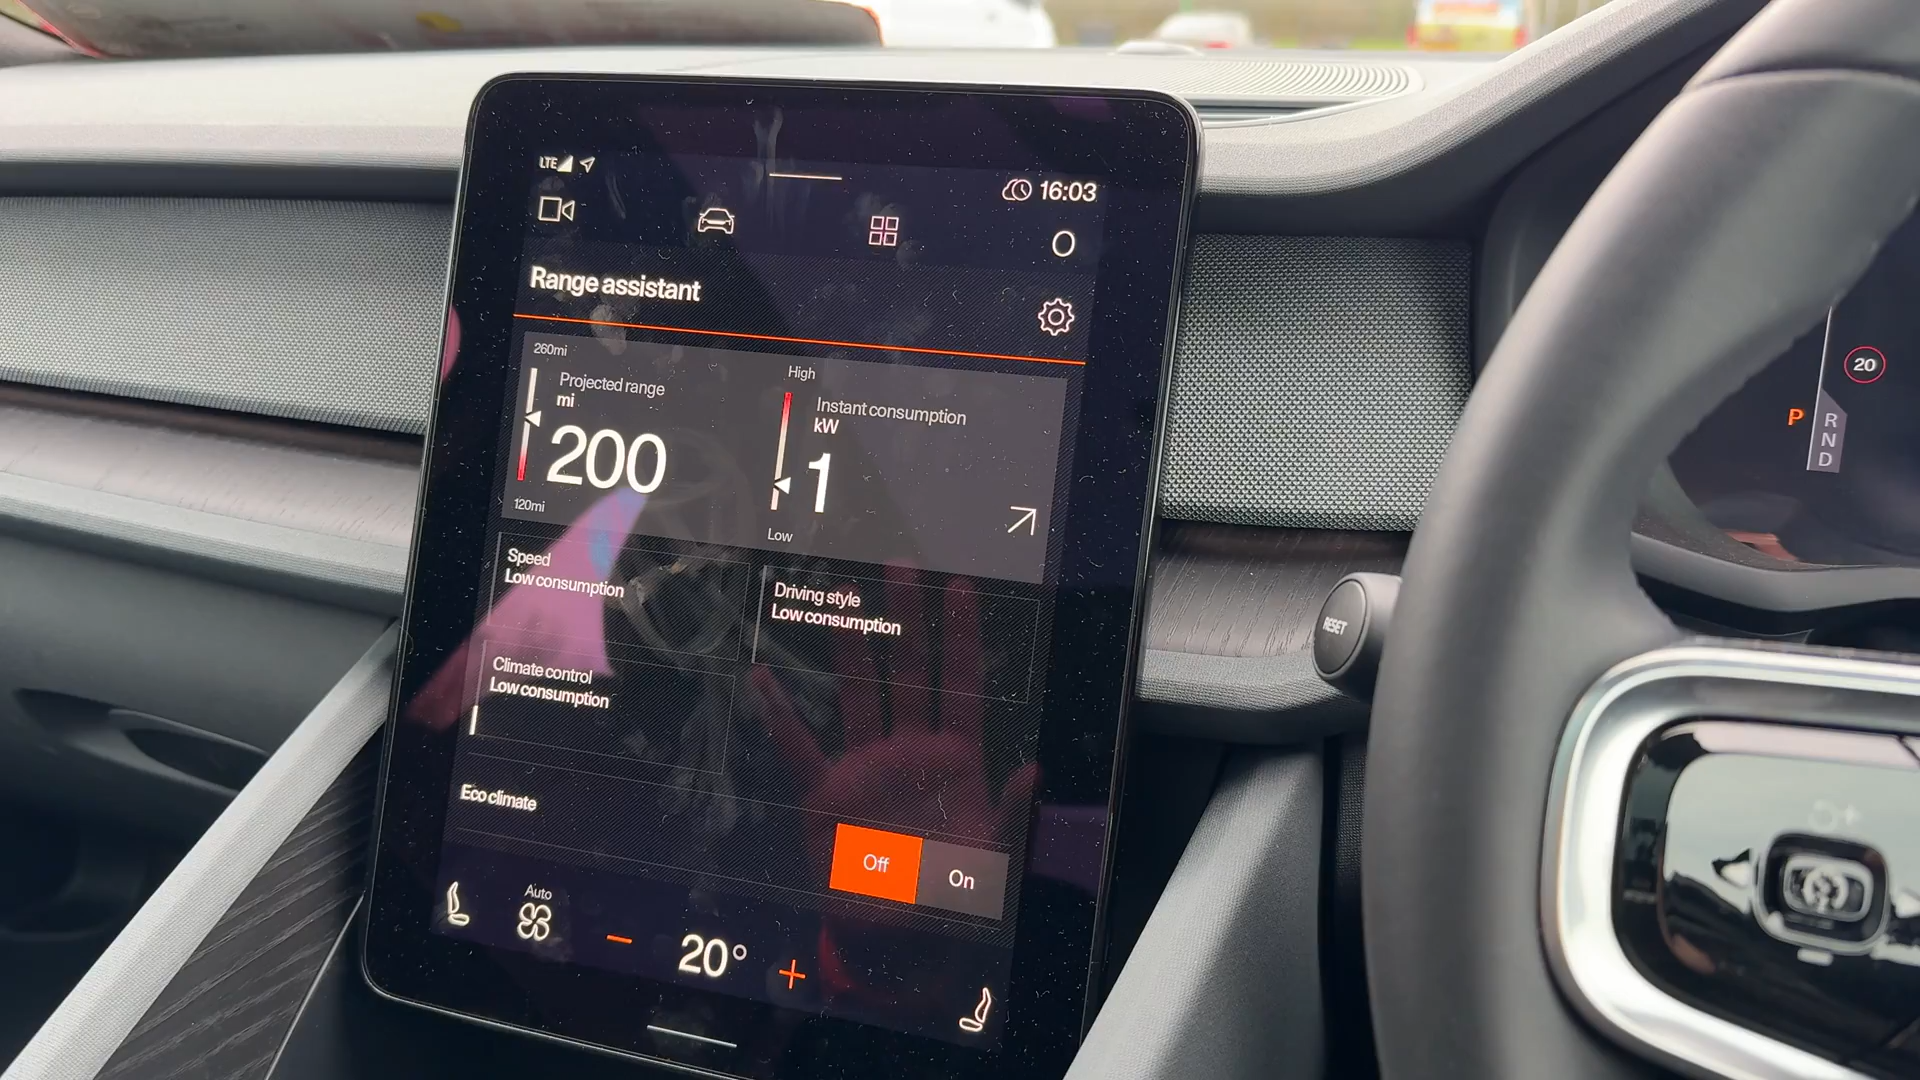 LTE
16:03
Range assistant
260mi
Projected range
mi
200
120mi
High
Instant consumption
kW
1
Low
Speed
Low consumption
Driving style
Low consumption
Climate control
Low consumption
Eco climate
Off
On
Auto
20°
RESET
20
P
R
N
D